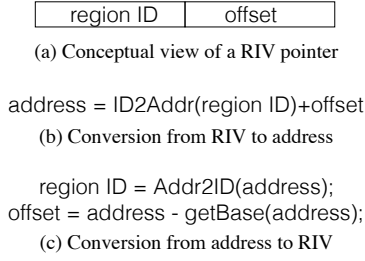 region ID offset
(a) Conceptual view of a RIV pointer
address = ID2Addr(region ID)+offset
(b) Conversion from RIV to address
region ID = Addr2ID(address);
offset = address - getBase(address);
(c) Conversion from address to RIV